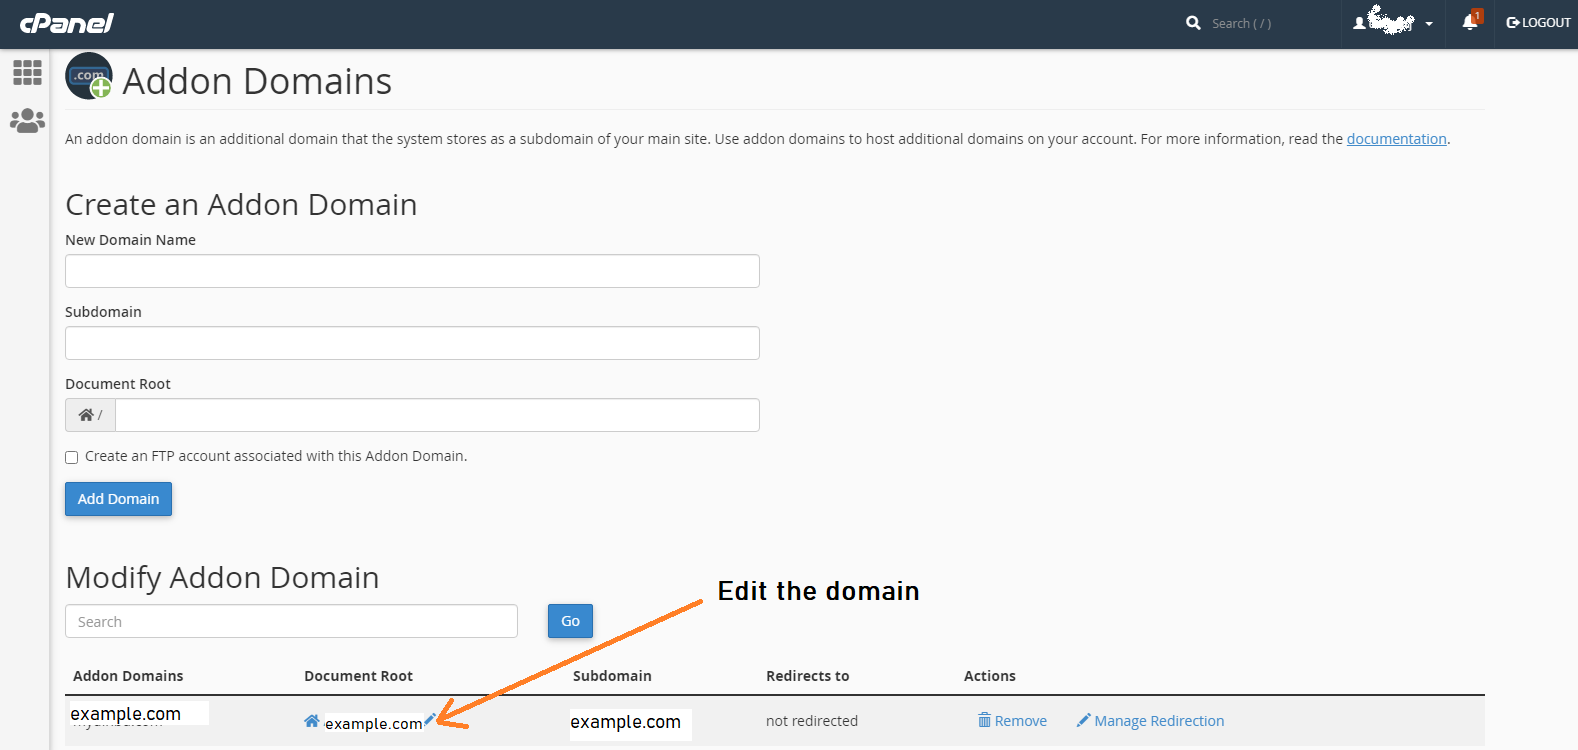 cPanel
Search ( / )
1
LOGOUT
.com
Addon Domains
An addon domain is an additional domain that the system stores as a subdomain of your main site. Use addon domains to host additional domains on your account. For more information, read the documentation.
Create an Addon Domain
New Domain Name
Subdomain
Document Root
/
Create an FTP account associated with this Addon Domain.
Add Domain
Modify Addon Domain
Edit the domain
Search
Go
Addon Domains Document Root Subdomain Redirects to Actions
example.com example.com example.com not redirected Remove Manage Redirection